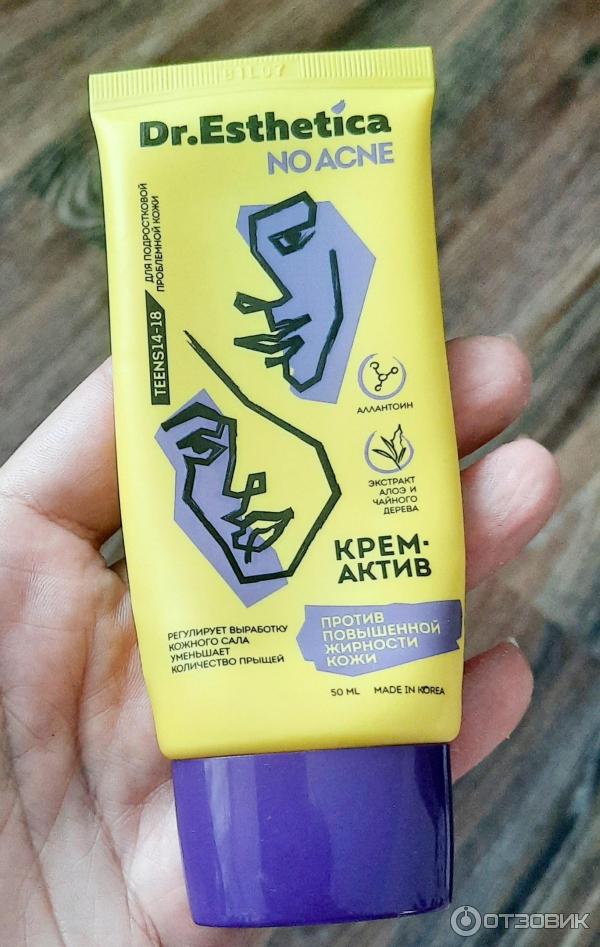 B1L07
Dr.Esthetica
NO ACNE
TEENS14-18
ДЛЯ ПОДРОСТКОВОЙ
ПРОБЛЕМНОЙ КОЖИ
АЛЛАНТОИН
ЭКСТРАКТ
АЛОЭ И
ЧАЙНОГО
ДЕРЕВА
КРЕМ-
АКТИВ
РЕГУЛИРУЕТ ВЫРАБОТКУ
КОЖНОГО САЛА
УМЕНЬШАЕТ
КОЛИЧЕСТВО ПРЫЩЕЙ
ПРОТИВ
ПОВЫШЕННОЙ
ЖИРНОСТИ
КОЖИ
50 ML MADE IN KOREA
ОТЗОВИК